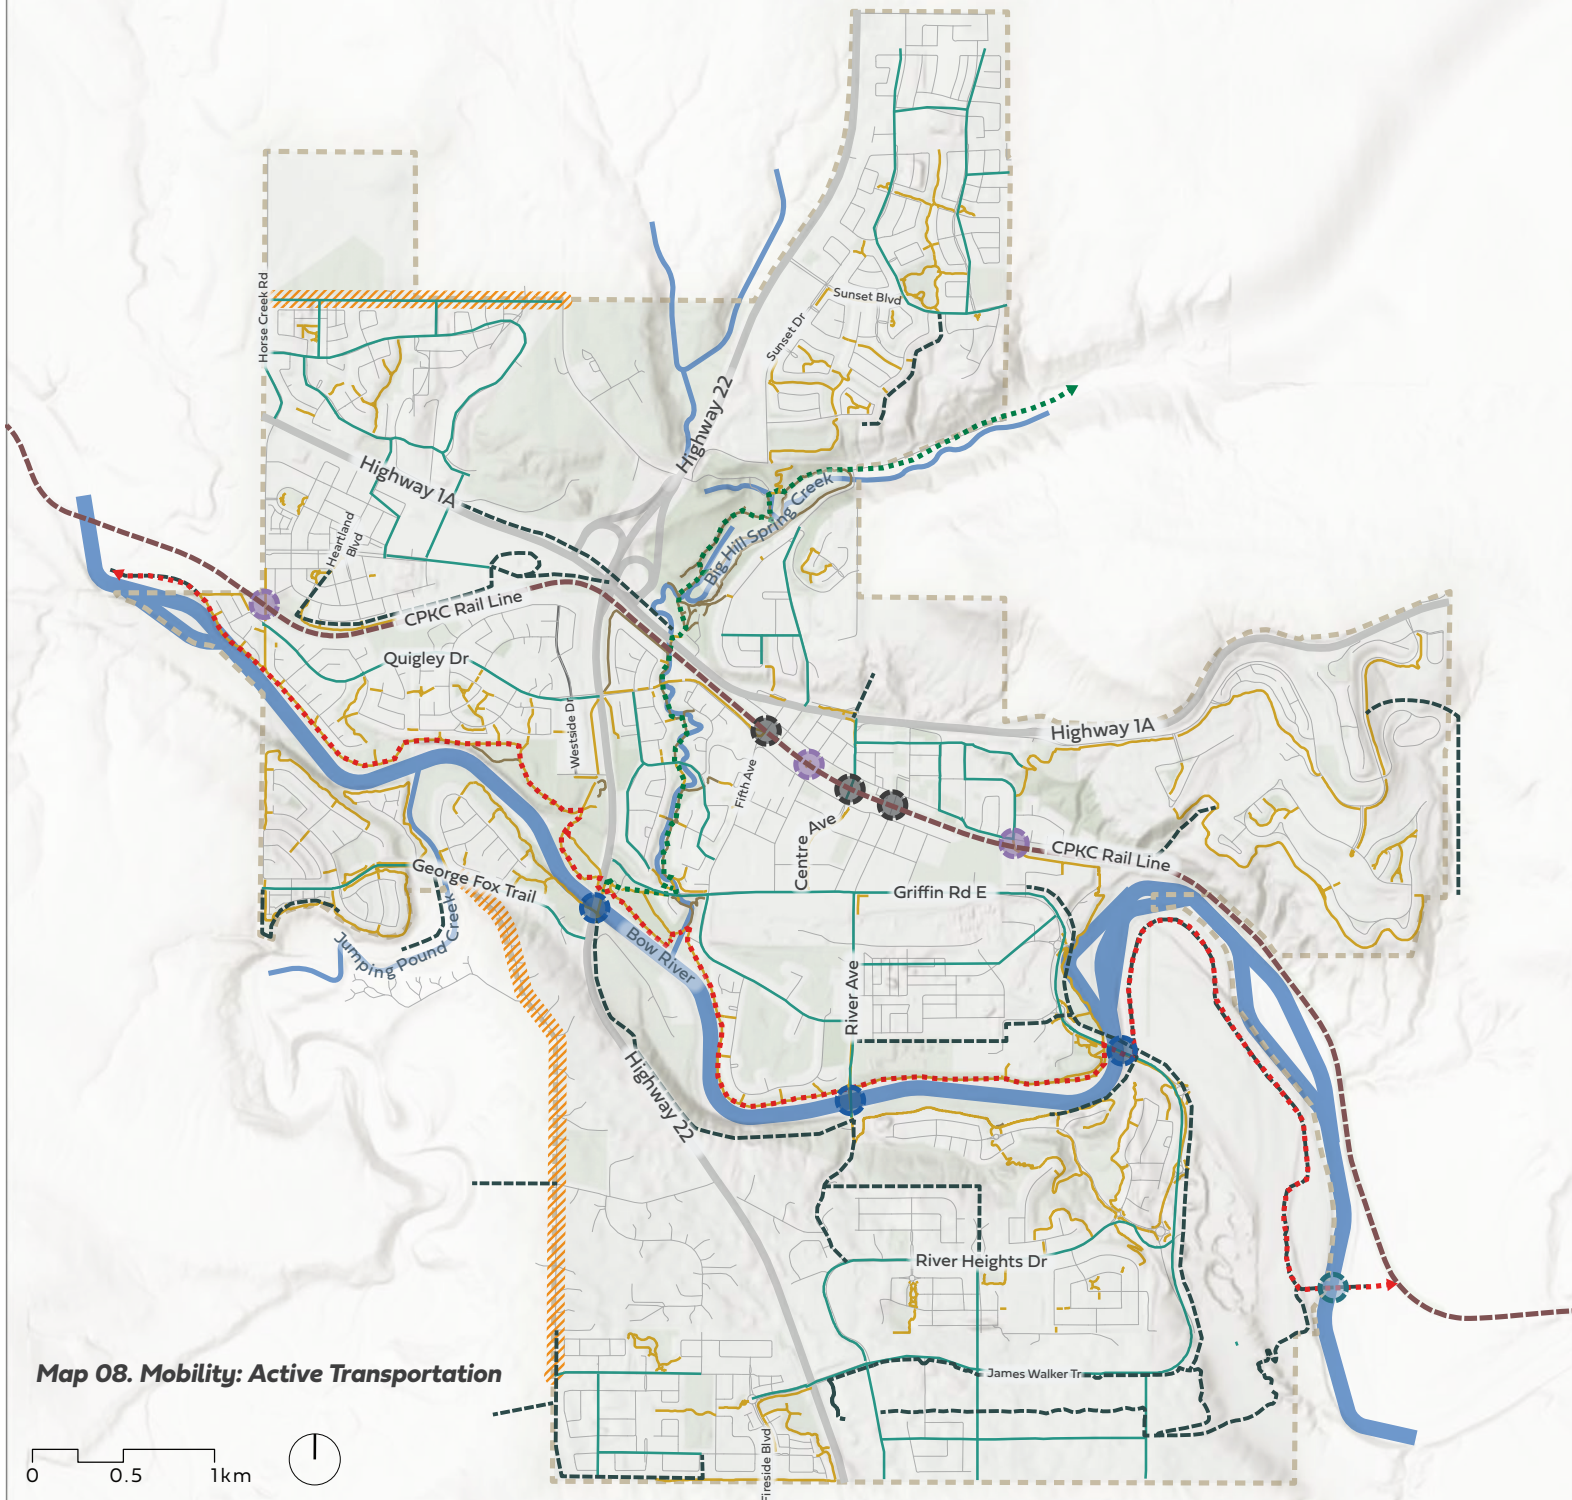 Sunset Blvd
Sunset Dr
Horse Creek Rd
Highway 22
Highway 1A
Big Hill Spring Creek
Heartland
Blvd
CPKC Rail Line
Quigley Dr
Westside Dr
Highway 1A
Fifth Ave
Centre Ave
CPKC Rail Line
George Fox Trail
Griffin Rd E
Jumping Pound Creek
Bow River
River Ave
Highway 22
River Heights Dr
James Walker Tr
Map 08. Mobility: Active Transportation
Fireside Blvd
0 0.5 1km